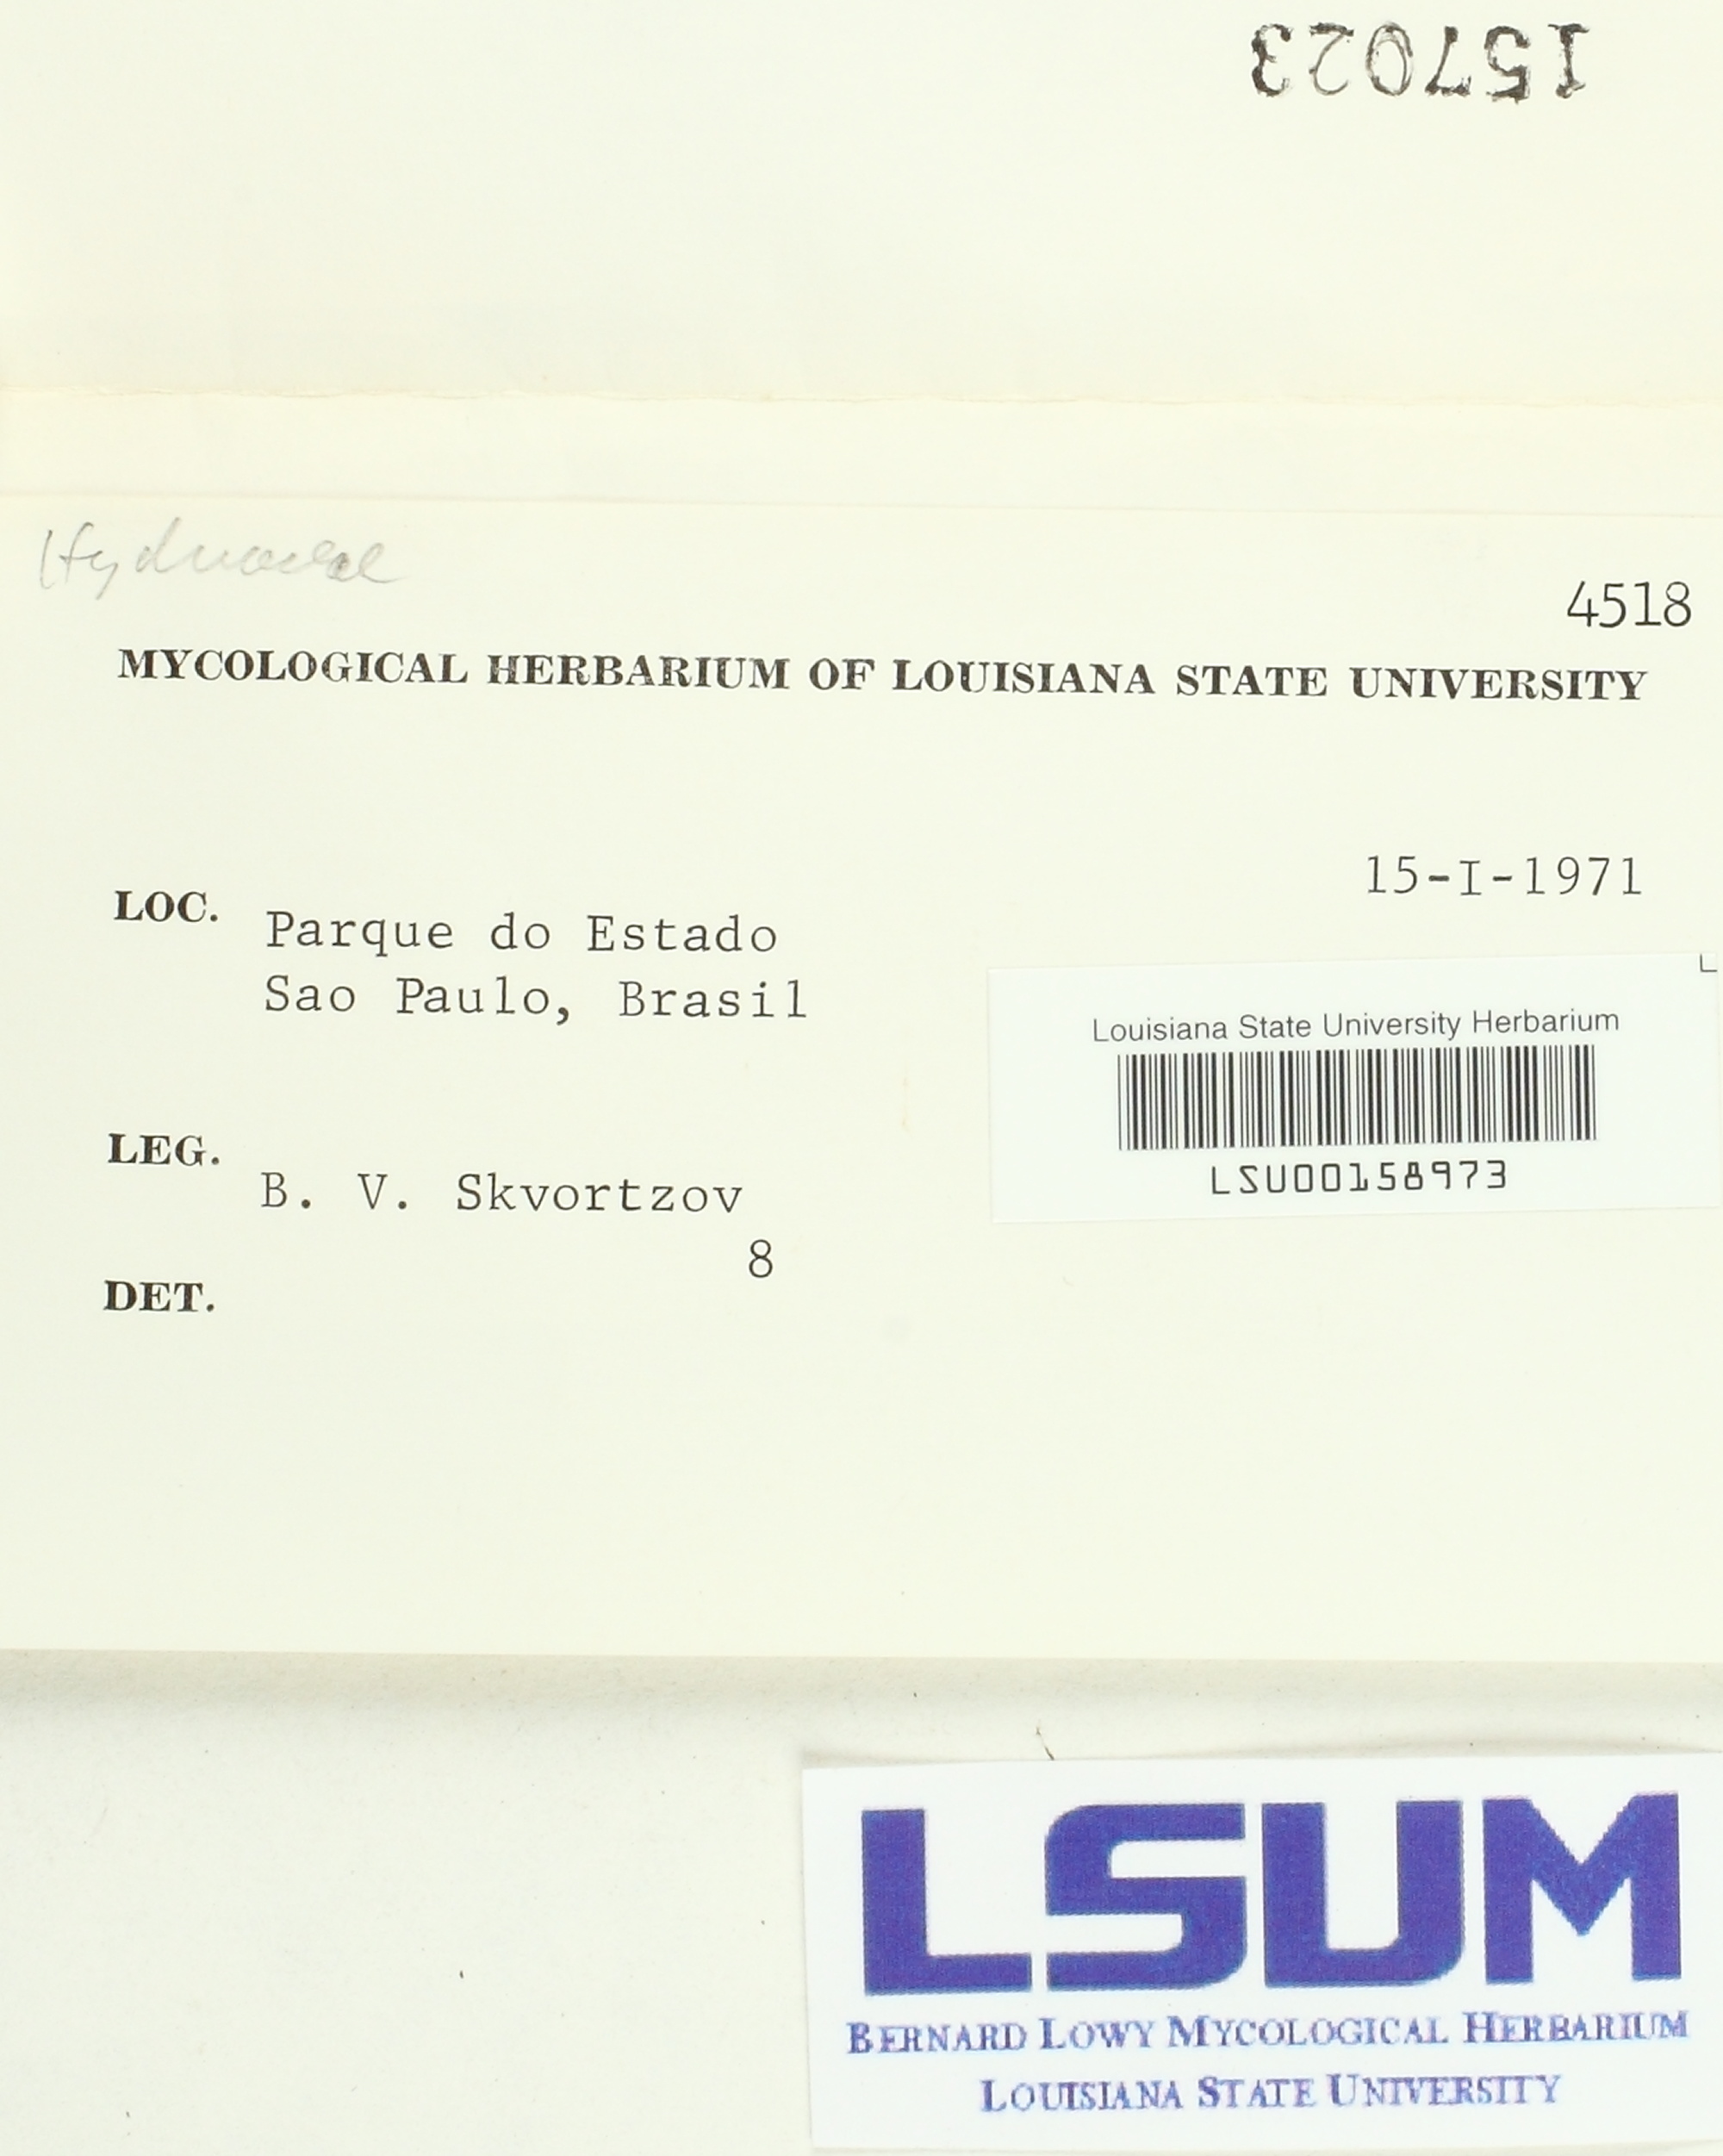 157023
Hydnaceae
4518
MYCOLOGICAL HERBARIUM OF LOUISIANA STATE UNIVERSITY
15-I-1971
LOC. Parque do Estado
Sao Paulo, Brasil
Louisiana State University Herbarium
LSU00158973
LEG. B. V. Skvortzov
8
DET.
LSUM
BERNARD LOWY MYCOLOGICAL HERBARIUM
LOUISIANA STATE UNIVERSITY